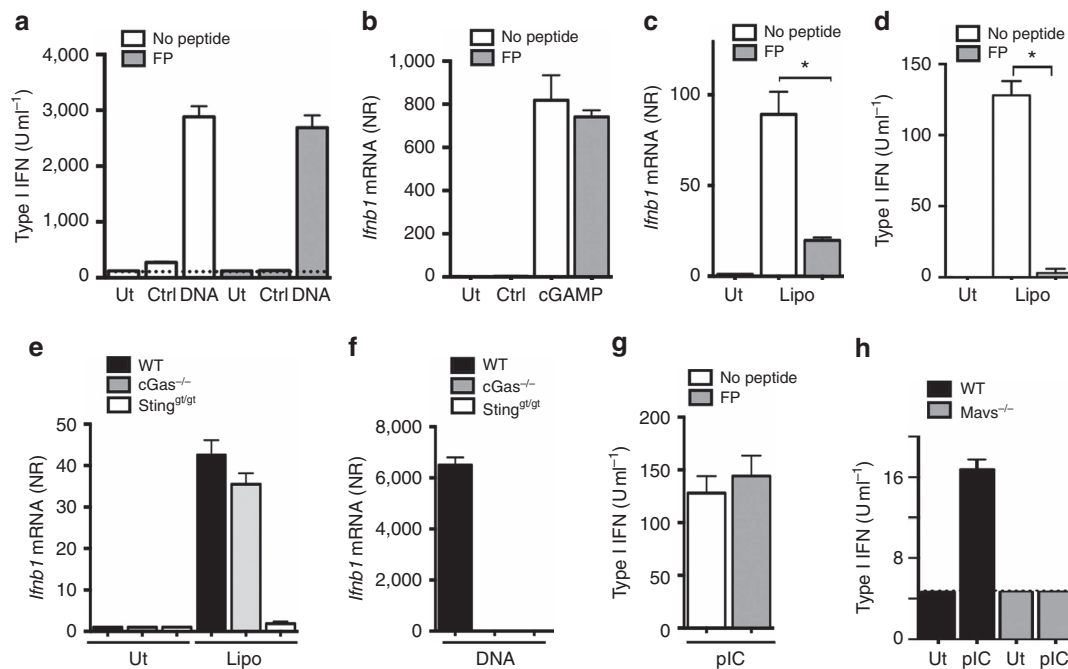 a
No peptide
FP
4,000
3,000
2,000
1,000
0
Type I IFN (U ml⁻¹)
Ut Ctrl DNA Ut Ctrl DNA
b
No peptide
FP
1,000
800
600
400
200
0
Ifnb1 mRNA (NR)
Ut Ctrl cGAMP
c
No peptide
FP
*
100
50
0
Ifnb1 mRNA (NR)
Ut Lipo
d
No peptide
FP
*
150
100
50
0
Type I IFN (U ml⁻¹)
Ut Lipo
e
WT
cGas⁻/⁻
Stingᵍᵗ/ᵍᵗ
50
40
30
20
10
0
Ifnb1 mRNA (NR)
Ut Lipo
f
WT
cGas⁻/⁻
Stingᵍᵗ/ᵍᵗ
8,000
6,000
4,000
2,000
0
Ifnb1 mRNA (NR)
DNA
g
No peptide
FP
200
150
100
50
0
Type I IFN (U ml⁻¹)
pIC
h
WT
Mavs⁻/⁻
16
8
0
Type I IFN (U ml⁻¹)
Ut pIC Ut pIC